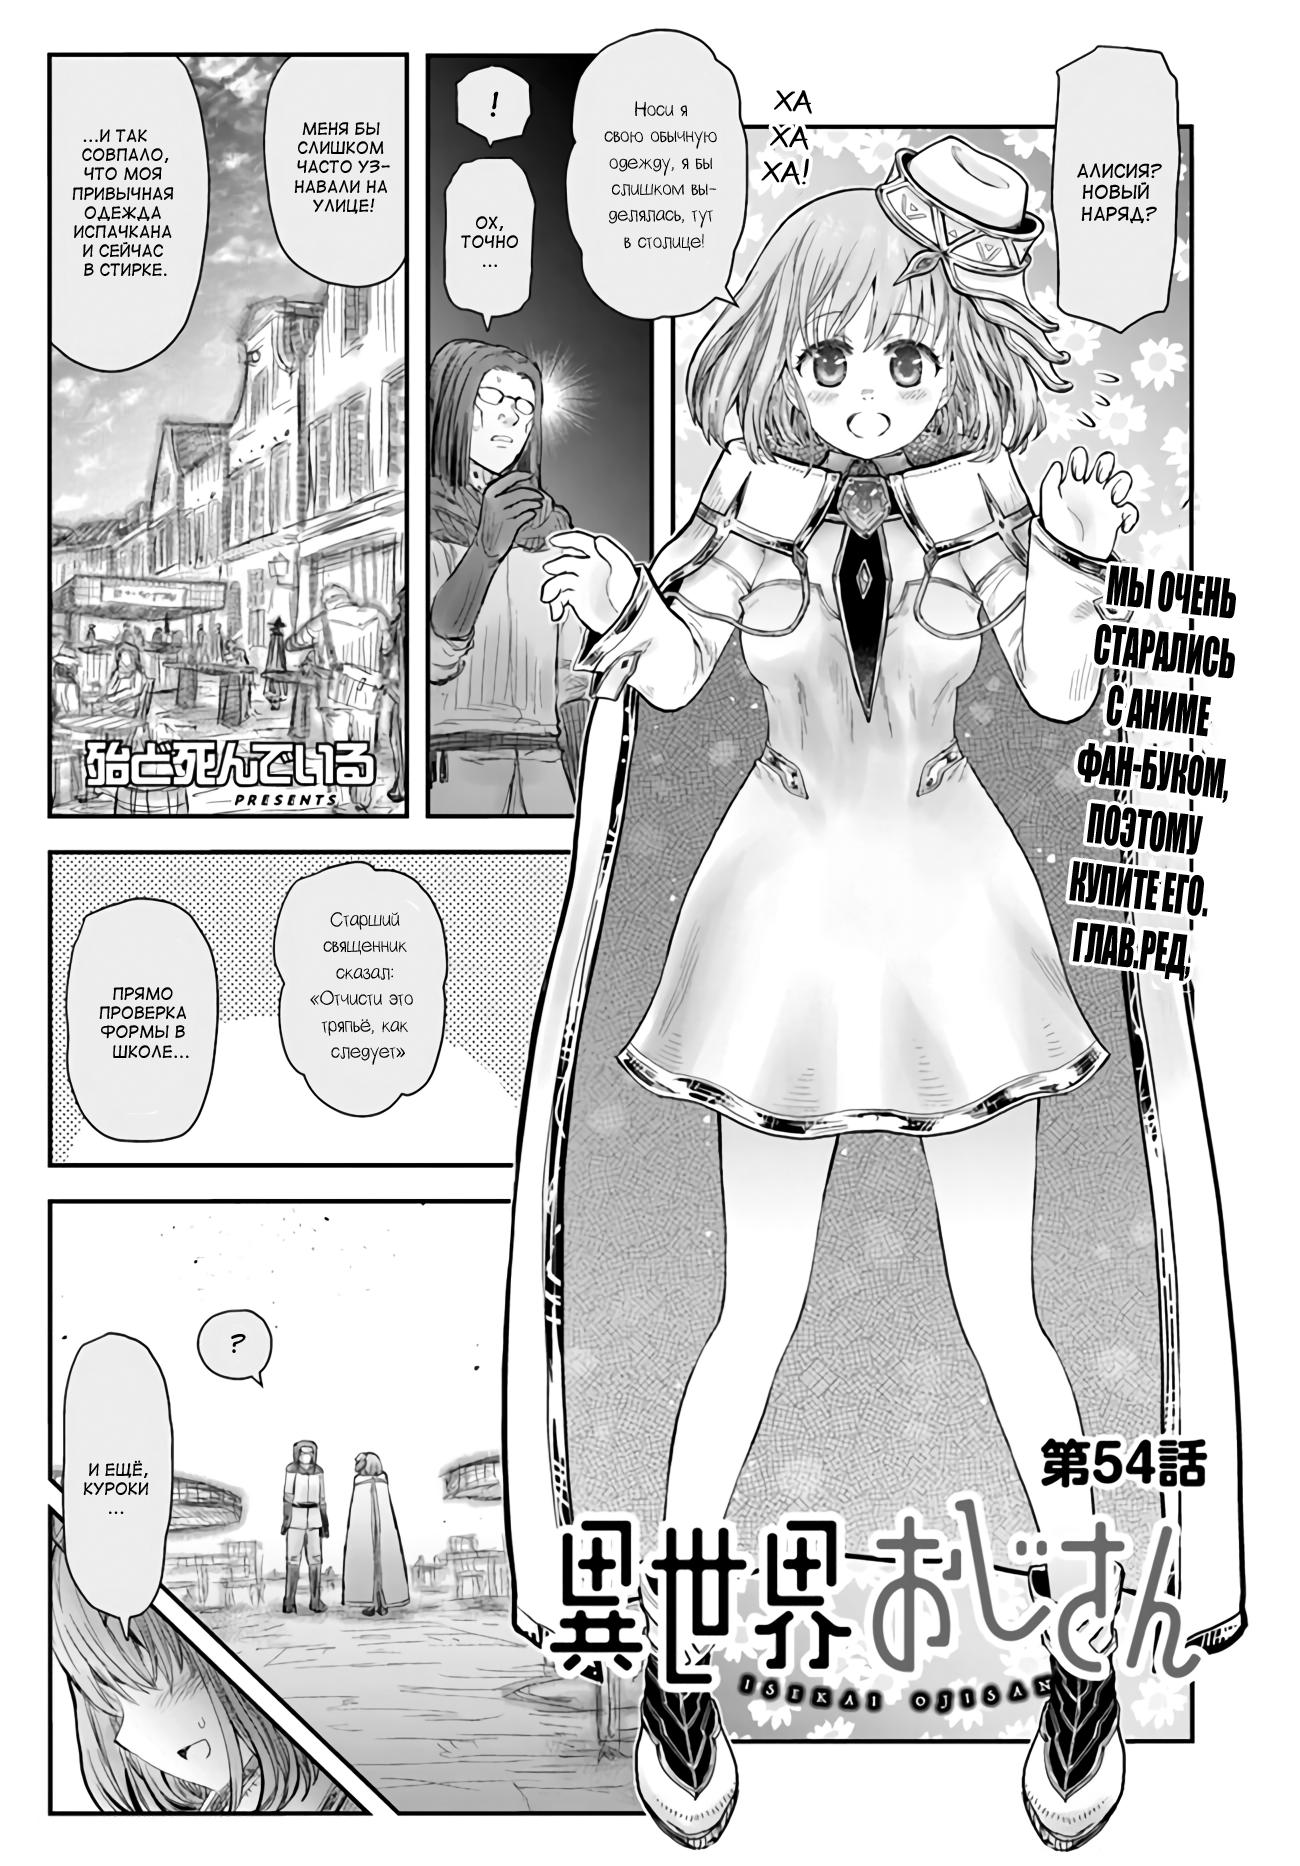 АЛИСИЯ?
НОВЫЙ
НАРЯД?
ХА
ХА
ХА!
Носи я
свою обычную
одежду, я бы
слишком вы-
делялась, тут
в столице!
!
ОХ,
ТОЧНО
...
МЕНЯ БЫ
СЛИШКОМ
ЧАСТО УЗ-
НАВАЛИ НА
УЛИЦЕ!
...И ТАК
СОВПАЛО,
ЧТО МОЯ
ПРИВЫЧНАЯ
ОДЕЖДА
ИСПАЧКАНА
И СЕЙЧАС
В СТИРКЕ.
殆ど死んでいる
PRESENTS
МЫ ОЧЕНЬ
СТАРАЛИСЬ
С АНИМЕ
ФАН-БУКОМ,
ПОЭТОМУ
КУПИТЕ ЕГО.
ГЛАВ.РЕД,
Старший
священник
сказал:
«Отчисти это
тряпьё, как
следует»
ПРЯМО
ПРОВЕРКА
ФОРМЫ В
ШКОЛЕ...
?
И ЕЩЁ,
КУРОКИ
...
第54話
異世界おじさん
ISEKAI OJISAN